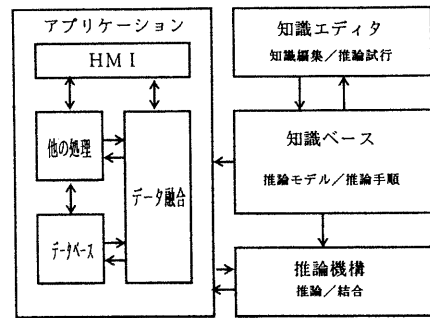 アプリケーション
HMI
他の処理
データ融合
データベース
知識エディタ
知識編集／推論試行
知識ベース
推論モデル／推論手順
推論機構
推論／結合